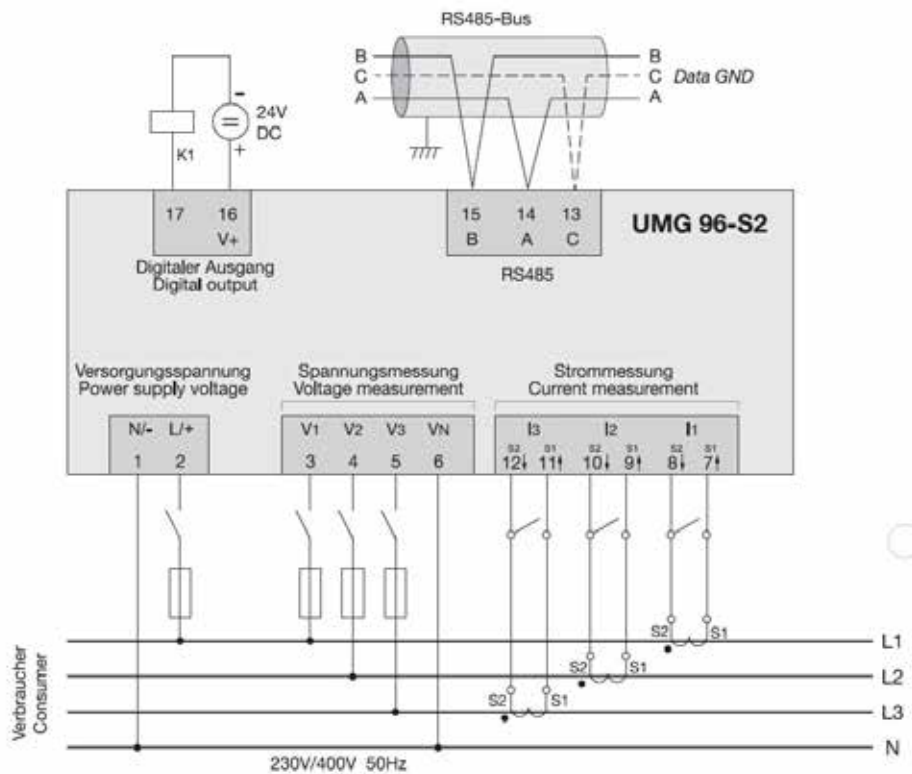 RS485-Bus
B B
C C Data GND
A A
- 24V
= DC
K1 +
17 16
V+
Digitaler Ausgang
Digital output
15 14 13
B A C
RS485
UMG 96-S2
Versorgungsspannung
Power supply voltage
N/- L/+
1 2
Spannungsmessung
Voltage measurement
V1 V2 V3 VN
3 4 5 6
Strommessung
Current measurement
I3 I2 I1
S2 S1 S2 S1 S2 S1
12 11 10 9 8 7
S2 S1
L1
S2 S1
L2
S2 S1
L3
N
Verbraucher
Consumer
230V/400V 50Hz